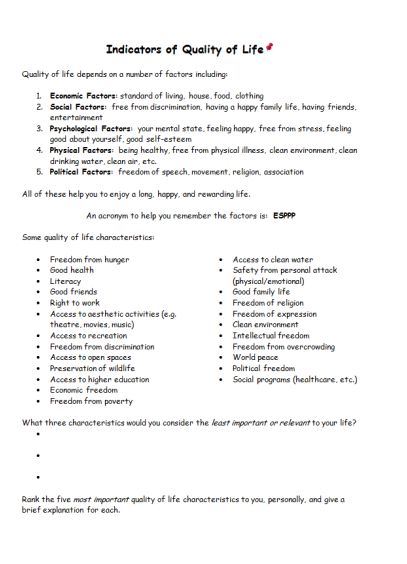 Indicators of Quality of Life
Quality of life depends on a number of factors including:
1. Economic Factors: standard of living, house, food, clothing
2. Social Factors: free from discrimination, having a happy family life, having friends,
entertainment
3. Psychological Factors: your mental state, feeling happy, free from stress, feeling
good about yourself, good self-esteem
4. Physical Factors: being healthy, free from physical illness, clean environment, clean
drinking water, clean air, etc.
5. Political Factors: freedom of speech, movement, religion, association
All of these help you to enjoy a long, happy, and rewarding life.
An acronym to help you remember the factors is: ESPPP
Some quality of life characteristics:
• Freedom from hunger
• Good health
• Literacy
• Good friends
• Right to work
• Access to aesthetic activities (e.g.
theatre, movies, music)
• Access to recreation
• Freedom from discrimination
• Access to open spaces
• Preservation of wildlife
• Access to higher education
• Economic freedom
• Freedom from poverty
• Access to clean water
• Safety from personal attack
(physical/emotional)
• Good family life
• Freedom of religion
• Freedom of expression
• Clean environment
• Intellectual freedom
• Freedom from overcrowding
• World peace
• Political freedom
• Social programs (healthcare, etc.)
What three characteristics would you consider the least important or relevant to your life?
•
•
•
Rank the five most important quality of life characteristics to you, personally, and give a
brief explanation for each.